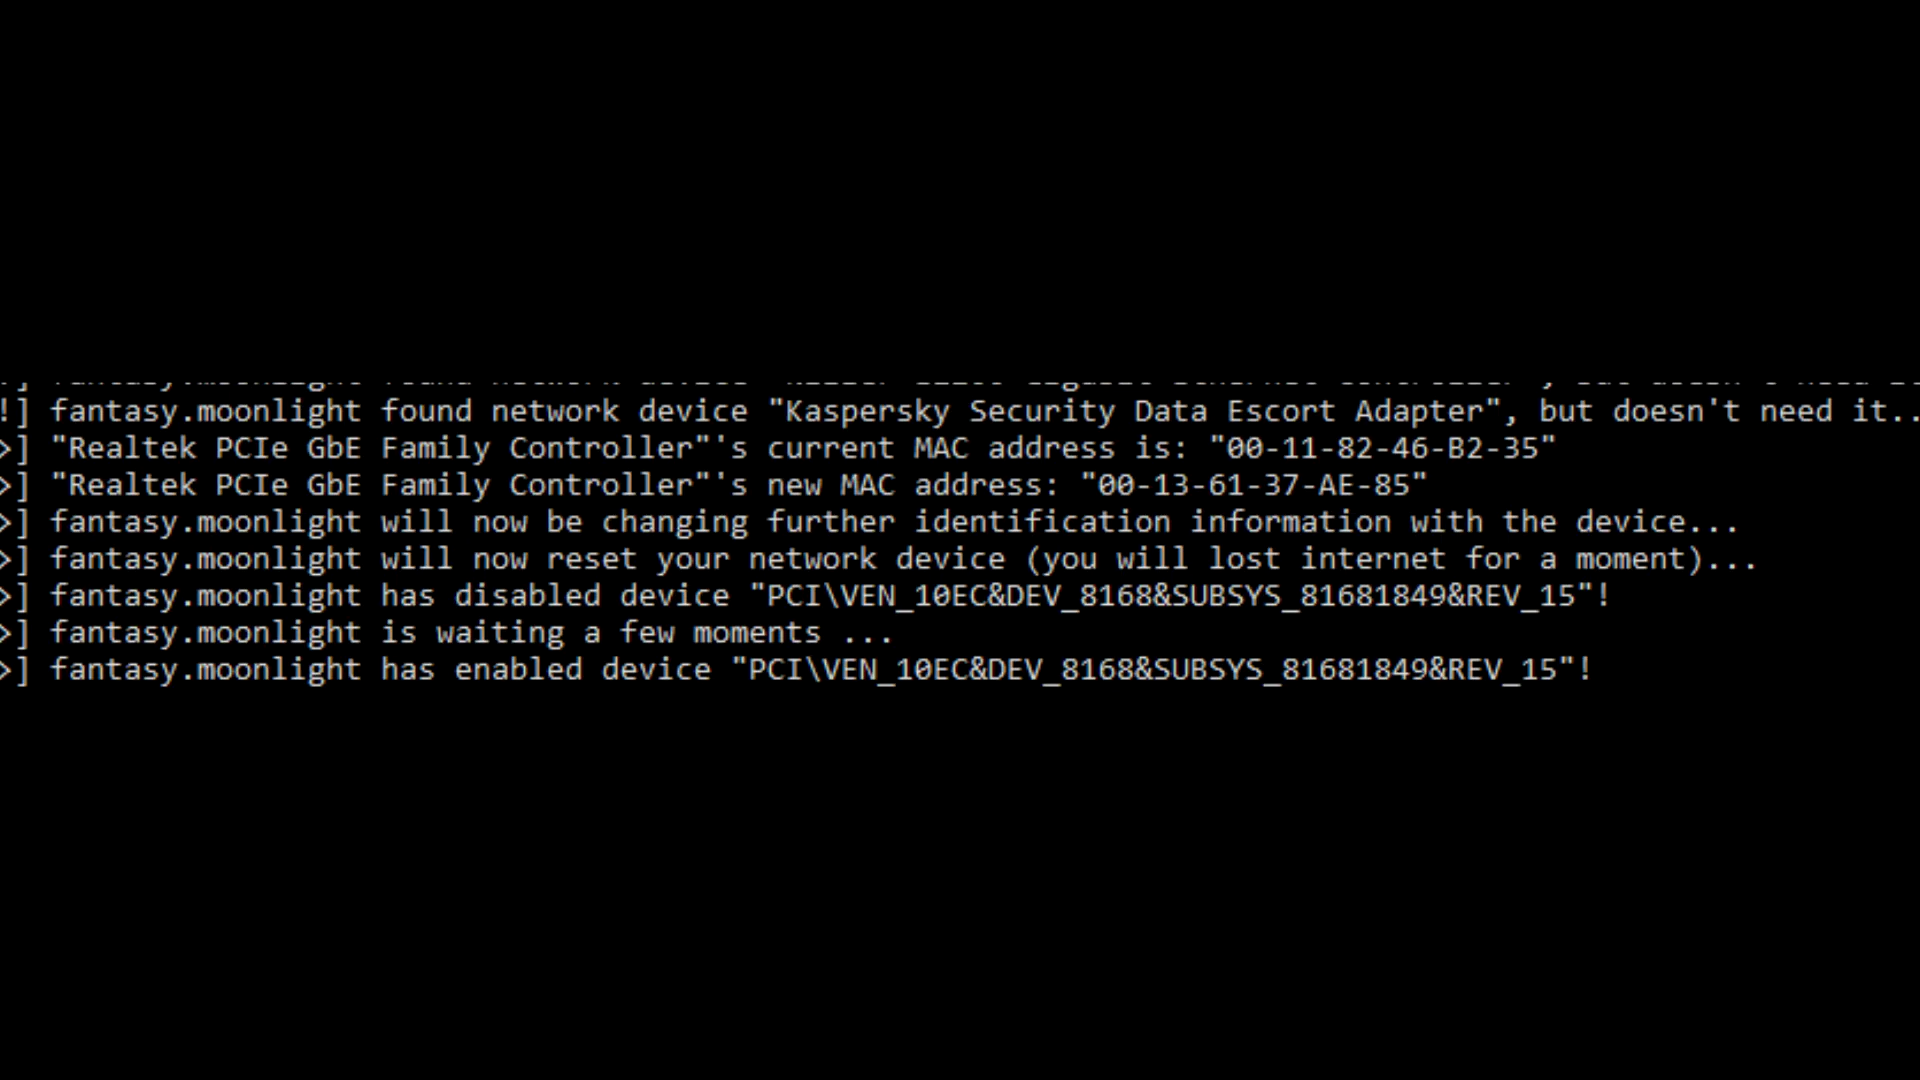 !] fantasy.moonlight found network device "Kaspersky Security Data Escort Adapter", but doesn't need it..
>] "Realtek PCIe GbE Family Controller"'s current MAC address is: "00-11-82-46-B2-35"
>] "Realtek PCIe GbE Family Controller"'s new MAC address: "00-13-61-37-AE-85"
>] fantasy.moonlight will now be changing further identification information with the device...
>] fantasy.moonlight will now reset your network device (you will lost internet for a moment)...
>] fantasy.moonlight has disabled device "PCI\VEN_10EC&DEV_8168&SUBSYS_81681849&REV_15"!
>] fantasy.moonlight is waiting a few moments ...
>] fantasy.moonlight has enabled device "PCI\VEN_10EC&DEV_8168&SUBSYS_81681849&REV_15"!